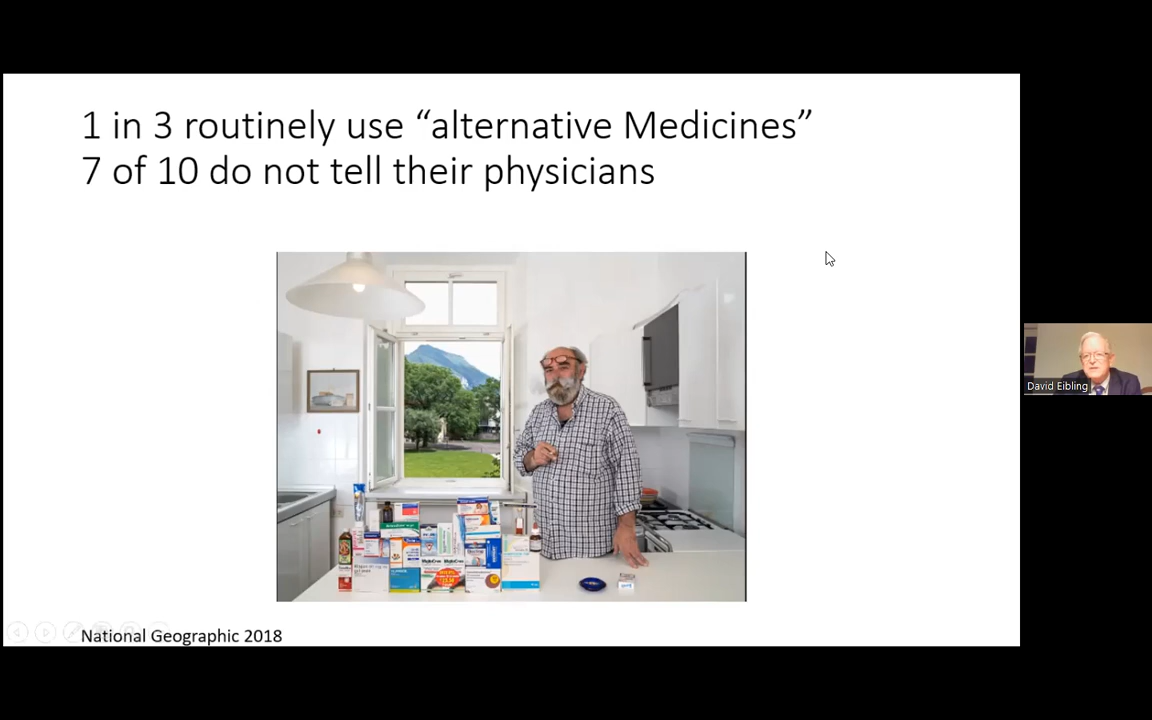 1 in 3 routinely use “alternative Medicines”
7 of 10 do not tell their physicians
National Geographic 2018
David Eibling